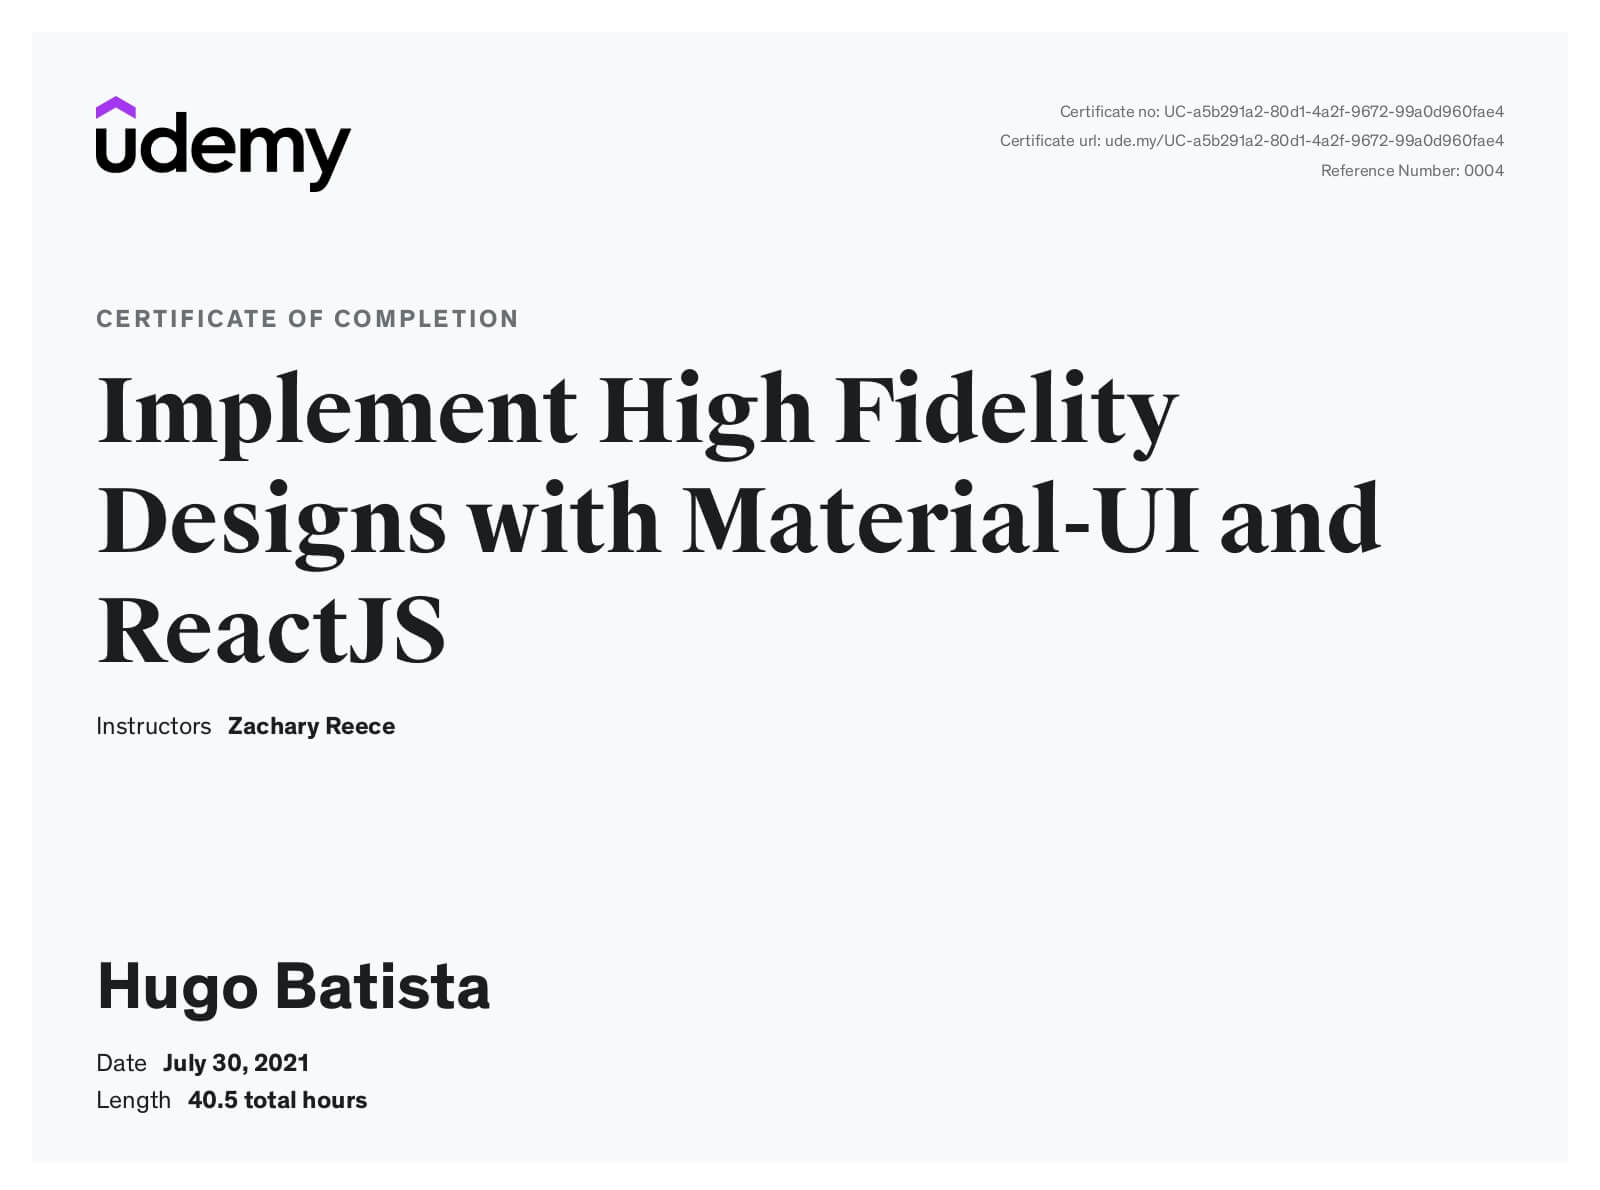 udemy
Certificate no: UC-a5b291a2-80d1-4a2f-9672-99a0d960fae4
Certificate url: ude.my/UC-a5b291a2-80d1-4a2f-9672-99a0d960fae4
Reference Number: 0004
CERTIFICATE OF COMPLETION
Implement High Fidelity
Designs with Material-UI and
ReactJS
Instructors Zachary Reece
Hugo Batista
Date July 30, 2021
Length 40.5 total hours